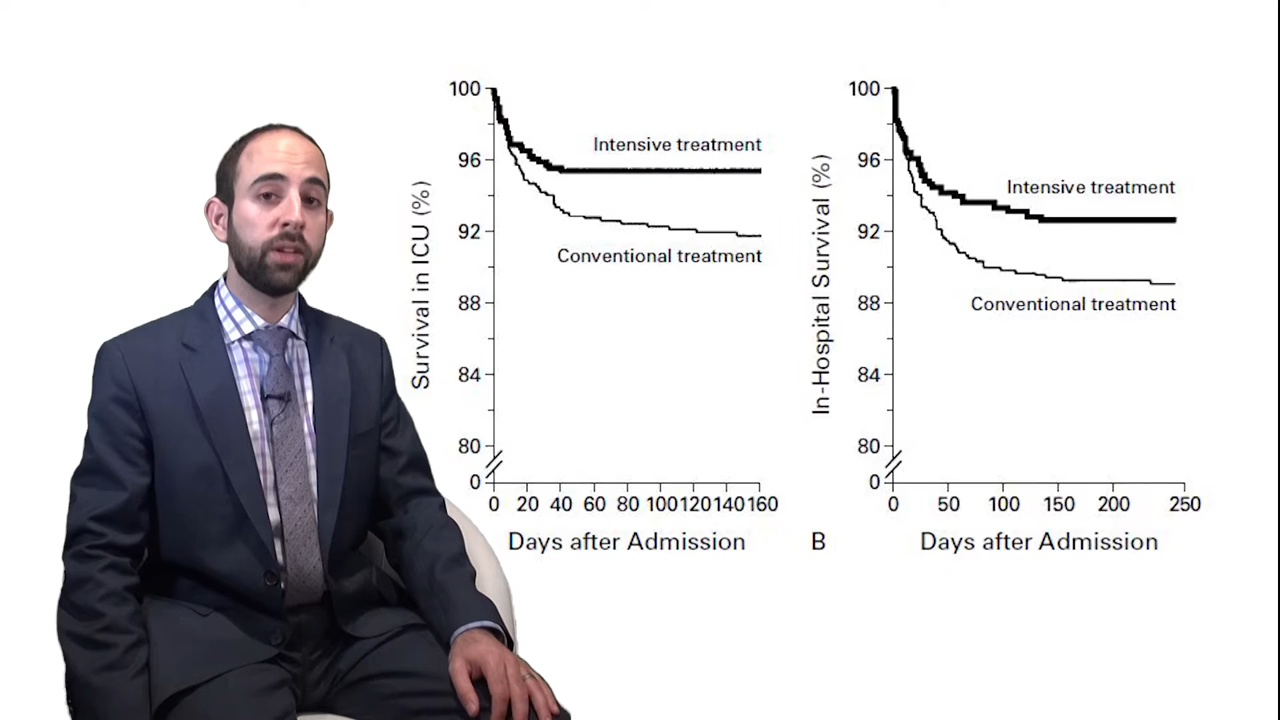 100
96
92
88
84
80
0
Survival in ICU (%)
Intensive treatment
Conventional treatment
0 20 40 60 80 100 120 140 160
Days after Admission
B
100
96
92
88
84
80
0
In-Hospital Survival (%)
Intensive treatment
Conventional treatment
0 50 100 150 200 250
Days after Admission